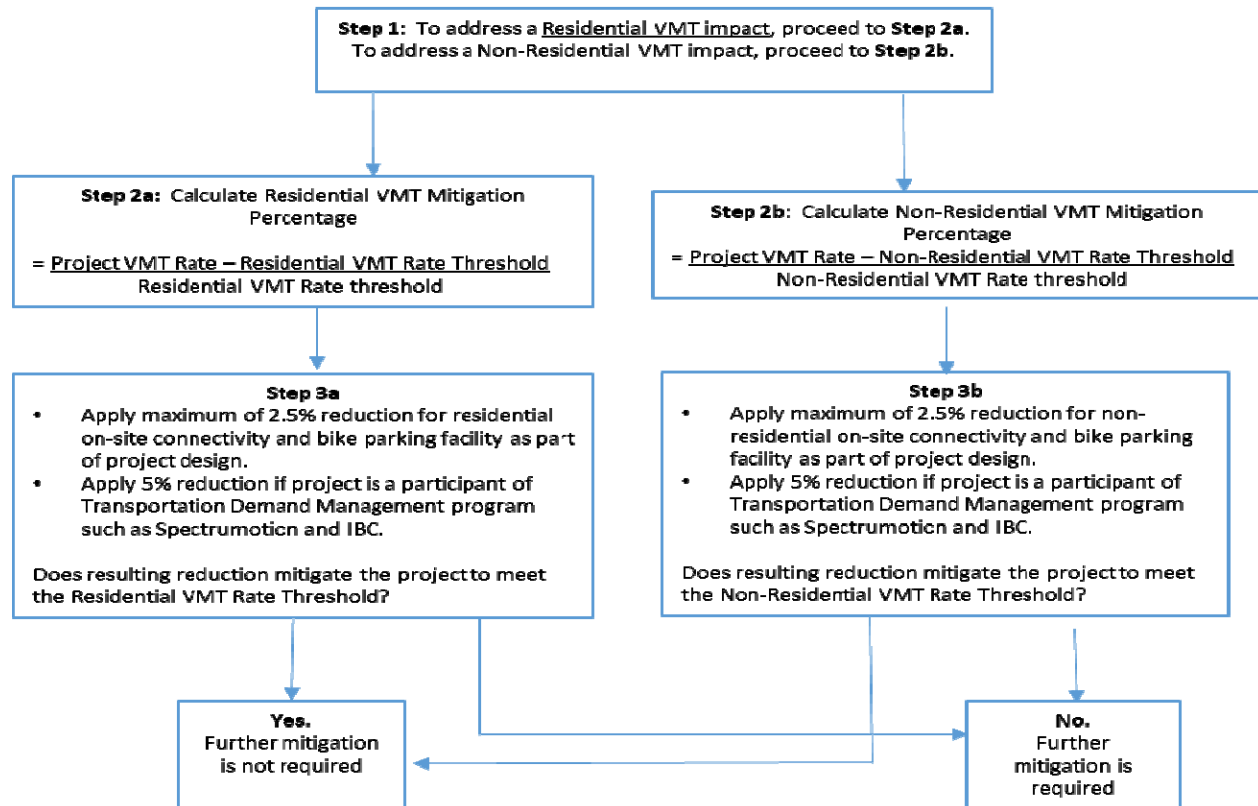 Step 1: To address a Residential VMT impact, proceed to Step 2a.
To address a Non-Residential VMT impact, proceed to Step 2b.
Step 2a: Calculate Residential VMT Mitigation
Percentage
= Project VMT Rate – Residential VMT Rate Threshold
Residential VMT Rate threshold
Step 2b: Calculate Non-Residential VMT Mitigation
Percentage
= Project VMT Rate – Non-Residential VMT Rate Threshold
Non-Residential VMT Rate threshold
Step 3a
• Apply maximum of 2.5% reduction for residential
on-site connectivity and bike parking facility as part
of project design.
• Apply 5% reduction if project is a participant of
Transportation Demand Management program
such as Spectrumotion and IBC.
Does resulting reduction mitigate the project to meet
the Residential VMT Rate Threshold?
Step 3b
• Apply maximum of 2.5% reduction for non-
residential on-site connectivity and bike parking
facility as part of project design.
• Apply 5% reduction if project is a participant of
Transportation Demand Management program
such as Spectrumotion and IBC.
Does resulting reduction mitigate the project to meet
the Non-Residential VMT Rate Threshold?
Yes.
Further mitigation
is not required
No.
Further
mitigation is
required